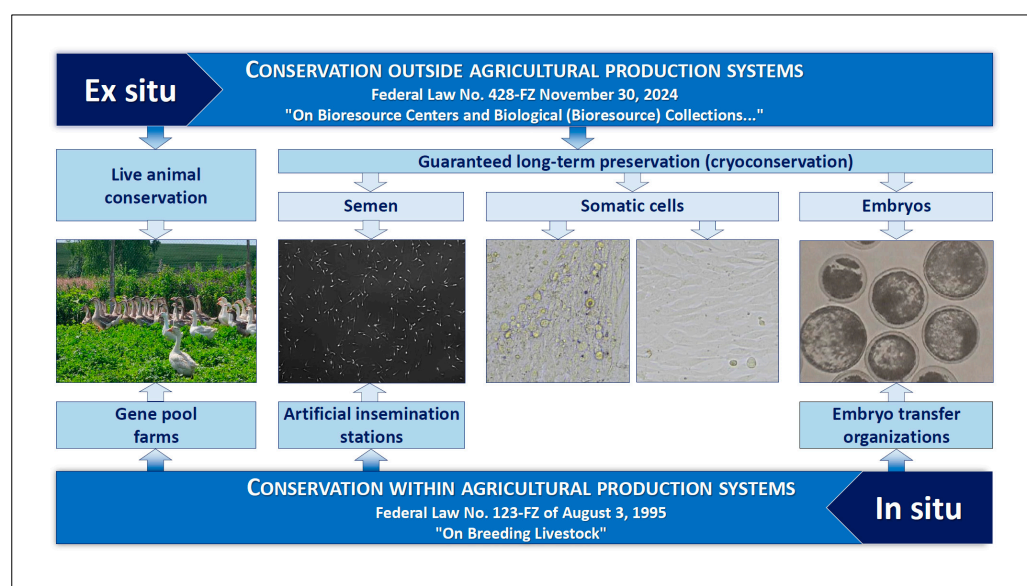 Ex situ
CONSERVATION OUTSIDE AGRICULTURAL PRODUCTION SYSTEMS
Federal Law No. 428-FZ November 30, 2024
"On Bioresource Centers and Biological (Bioresource) Collections..."
Live animal
conservation
Guaranteed long-term preservation (cryoconservation)
Semen
Somatic cells
Embryos
Gene pool
farms
Artificial insemination
stations
Embryo transfer
organizations
CONSERVATION WITHIN AGRICULTURAL PRODUCTION SYSTEMS
Federal Law No. 123-FZ of August 3, 1995
"On Breeding Livestock"
In situ